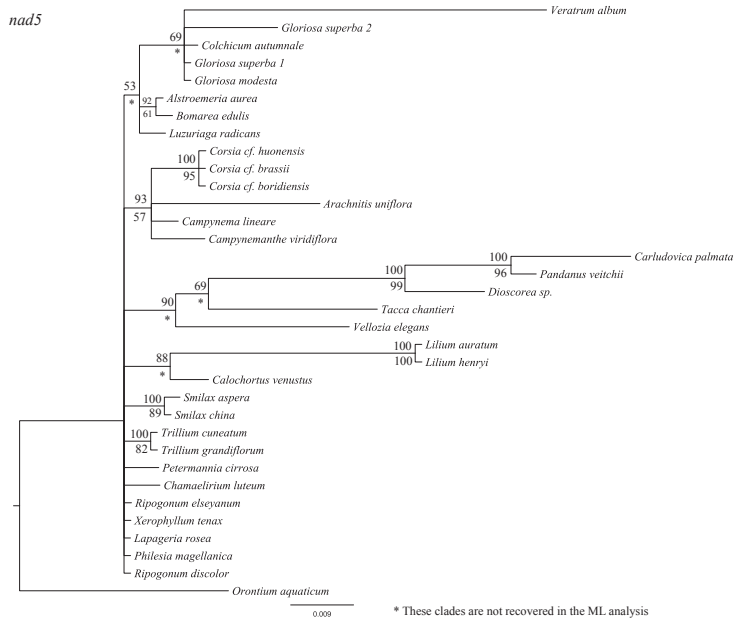 nad5
Veratrum album
Gloriosa superba 2
69
Colchicum autumnale
*
Gloriosa superba 1
53
Gloriosa modesta
*
92
Alstroemeria aurea
61
Bomarea edulis
Luzuriaga radicans
Corsia cf. huonensis
100
Corsia cf. brassii
95
Corsia cf. boridiensis
93
Arachnitis uniflora
57
Campynema lineare
Campynemanthe viridiflora
100
Carludovica palmata
96
Pandanus veitchii
100
99
Dioscorea sp.
69
*
Tacca chantieri
90
*
Vellozia elegans
100
Lilium auratum
100
Lilium henryi
88
*
Calochortus venustus
100
Smilax aspera
89
Smilax china
100
Trillium cuneatum
82
Trillium grandiflorum
Petermannia cirrosa
Chamaelirium luteum
Ripogonum elseyanum
Xerophyllum tenax
Lapageria rosea
Philesia magellanica
Ripogonum discolor
Orontium aquaticum
0.009
* These clades are not recovered in the ML analysis